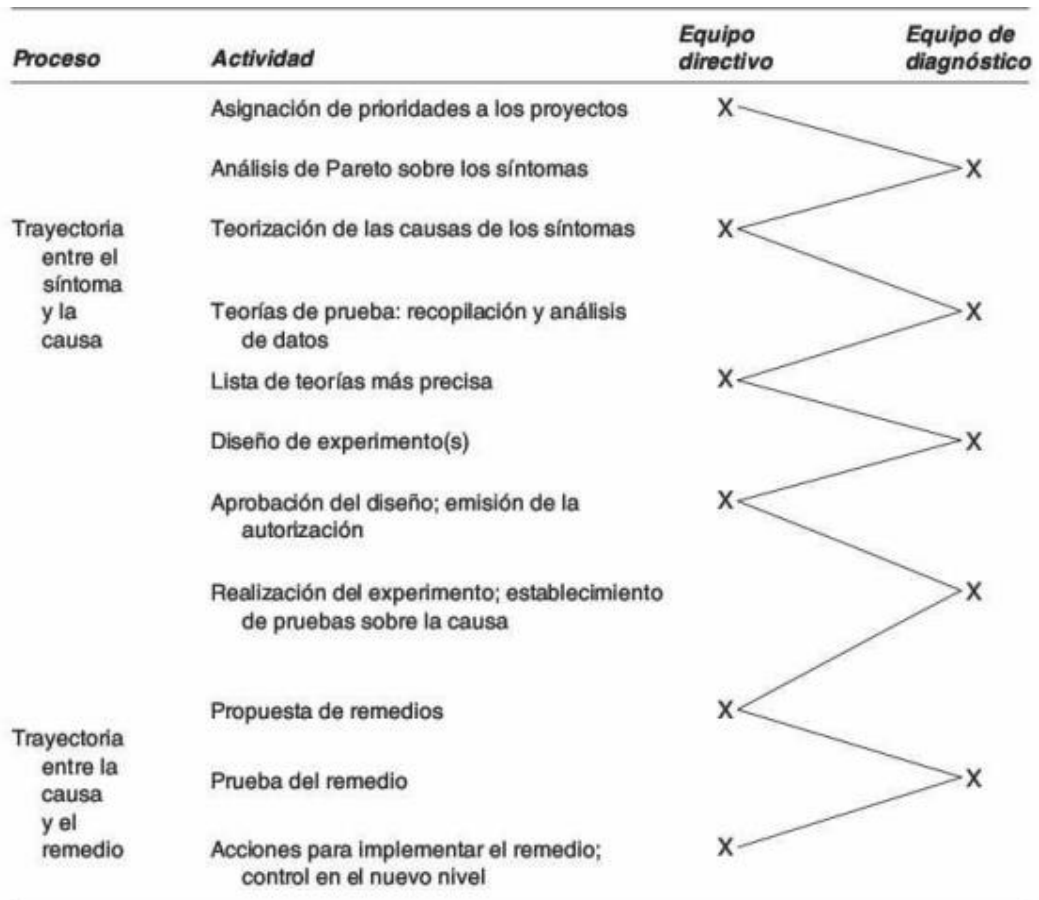 Proceso Actividad Equipo directivo Equipo de diagnóstico
Asignación de prioridades a los proyectos X
Análisis de Pareto sobre los síntomas X
Trayectoria entre el síntoma y la causa
Teorización de las causas de los síntomas X
Teorías de prueba: recopilación y análisis
de datos X
Lista de teorías más precisa X
Diseño de experimento(s) X
Aprobación del diseño; emisión de la
autorización X
Realización del experimento; establecimiento
de pruebas sobre la causa X
Propuesta de remedios X
Trayectoria entre la causa y el remedio
Prueba del remedio X
Acciones para implementar el remedio;
control en el nuevo nivel X